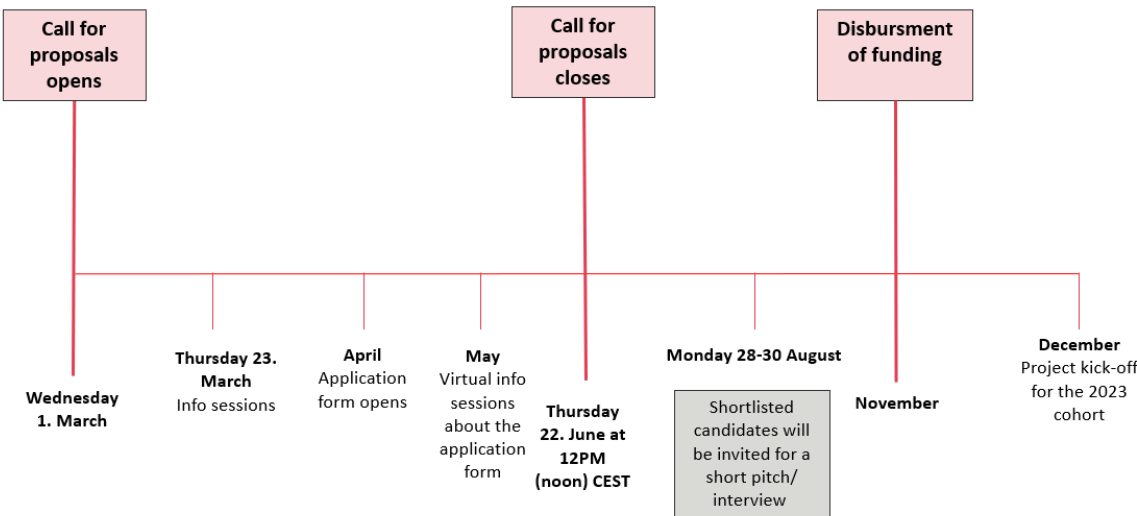 Call for
proposals
opens
Call for
proposals
closes
Disbursment
of funding
Wednesday
1. March
Thursday 23.
March
Info sessions
April
Application
form opens
May
Virtual info
sessions
about the
application
form
Thursday
22. June at
12PM
(noon) CEST
Monday 28-30 August
Shortlisted
candidates will
be invited for a
short pitch/
interview
November
December
Project kick-off
for the 2023
cohort